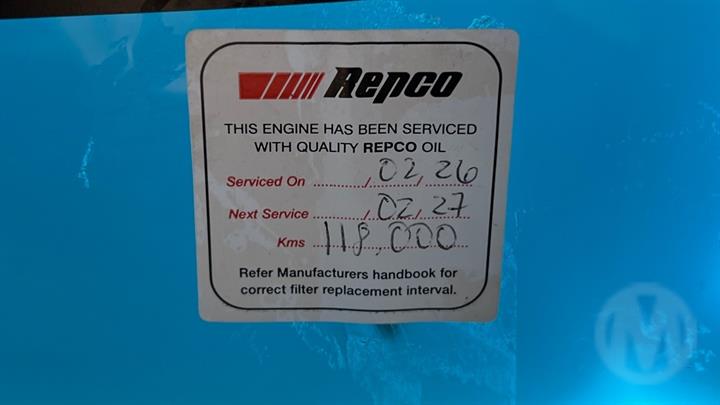 Repco
THIS ENGINE HAS BEEN SERVICED
WITH QUALITY REPCO OIL
Serviced On ............./02./.26
Next Service ............./02./.27
Kms 118,000
Refer Manufacturers handbook for
correct filter replacement interval.
M